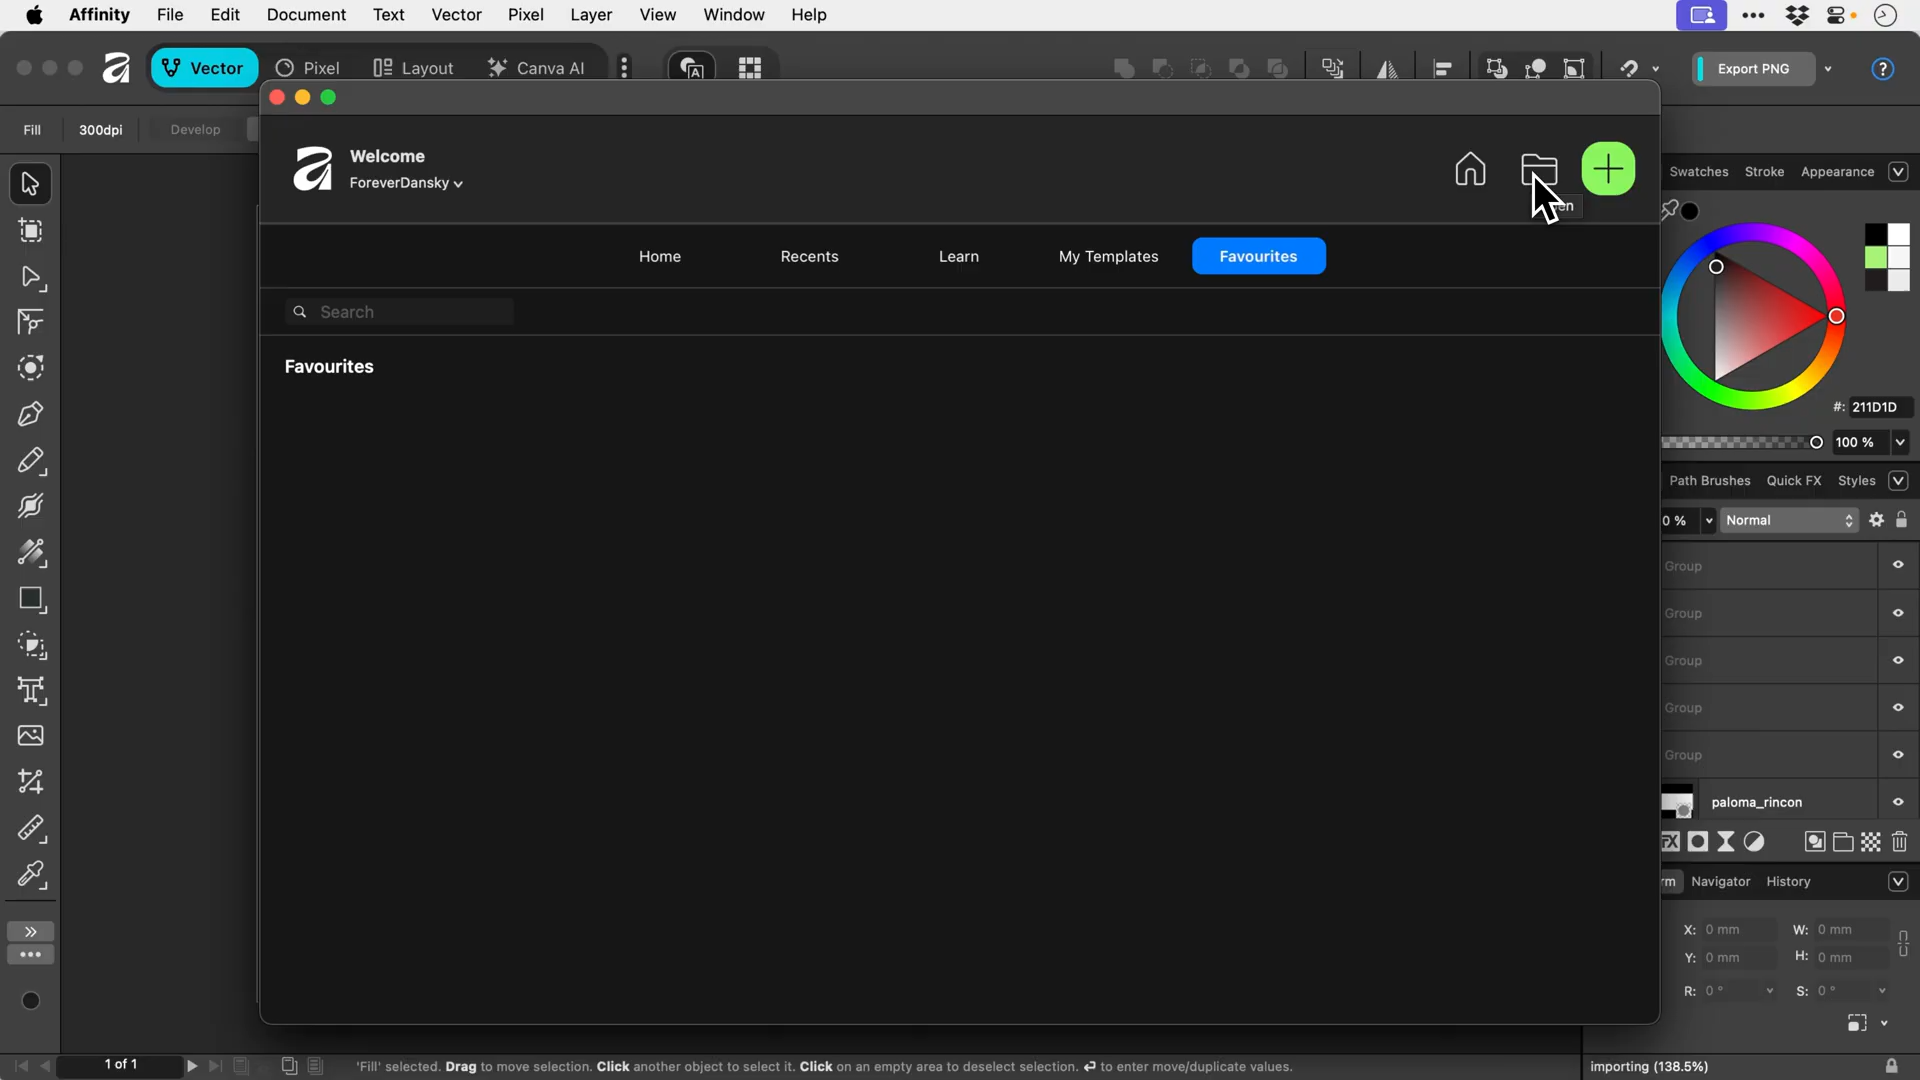 Affinity File Edit Document Text Vector Pixel Layer View Window Help
Vector Pixel Layout Canva AI Export PNG ?
Fill 300dpi Develop
Welcome
ForeverDansky
Home Recents Learn My Templates Favourites
Search
Favourites
Swatches Stroke Appearance
#: 211D1D
100 %
Path Brushes Quick FX Styles
0 % Normal
Group
Group
Group
Group
Group
paloma_rincon
Navigator History
X: 0 mm W: 0 mm
Y: 0 mm H: 0 mm
R: 0 ° S: 0 °
1 of 1 'Fill' selected. Drag to move selection. Click another object to select it. Click on an empty area to deselect selection. ⏎ to enter move/duplicate values. importing (138.5%)